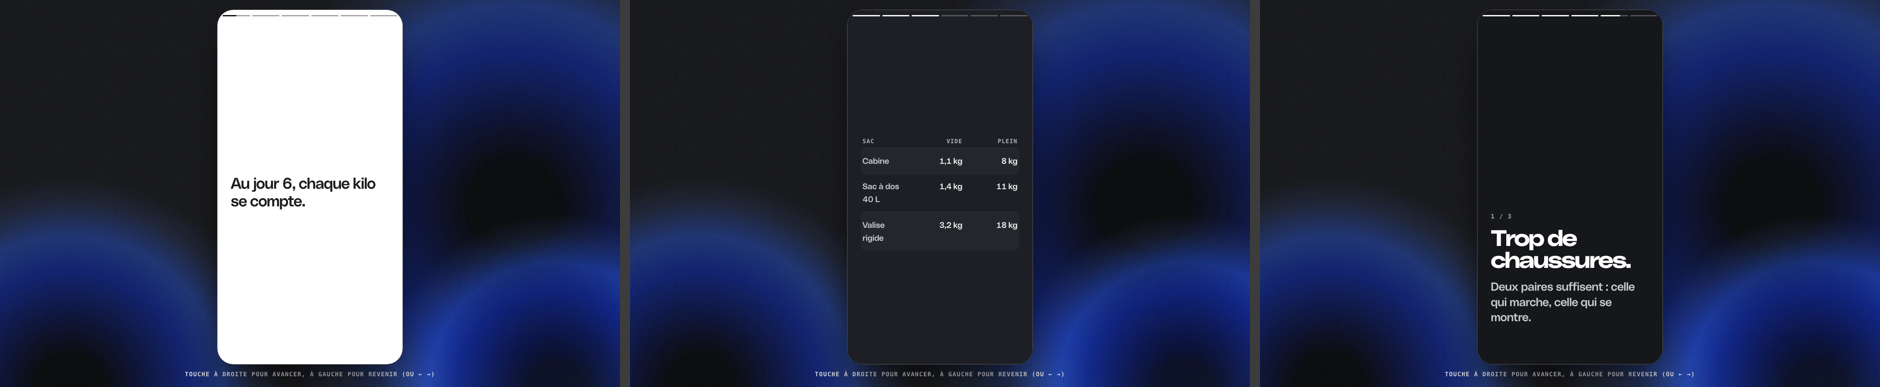 Au jour 6, chaque kilo
se compte.
TOUCHE À DROITE POUR AVANCER, À GAUCHE POUR REVENIR (OU ← →)
SAC VIDE PLEIN
Cabine 1,1 kg 8 kg
Sac à dos 1,4 kg 11 kg
40 L
Valise 3,2 kg 18 kg
rigide
TOUCHE À DROITE POUR AVANCER, À GAUCHE POUR REVENIR (OU ← →)
1 / 3
Trop de
chaussures.
Deux paires suffisent : celle
qui marche, celle qui se
montre.
TOUCHE À DROITE POUR AVANCER, À GAUCHE POUR REVENIR (OU ← →)